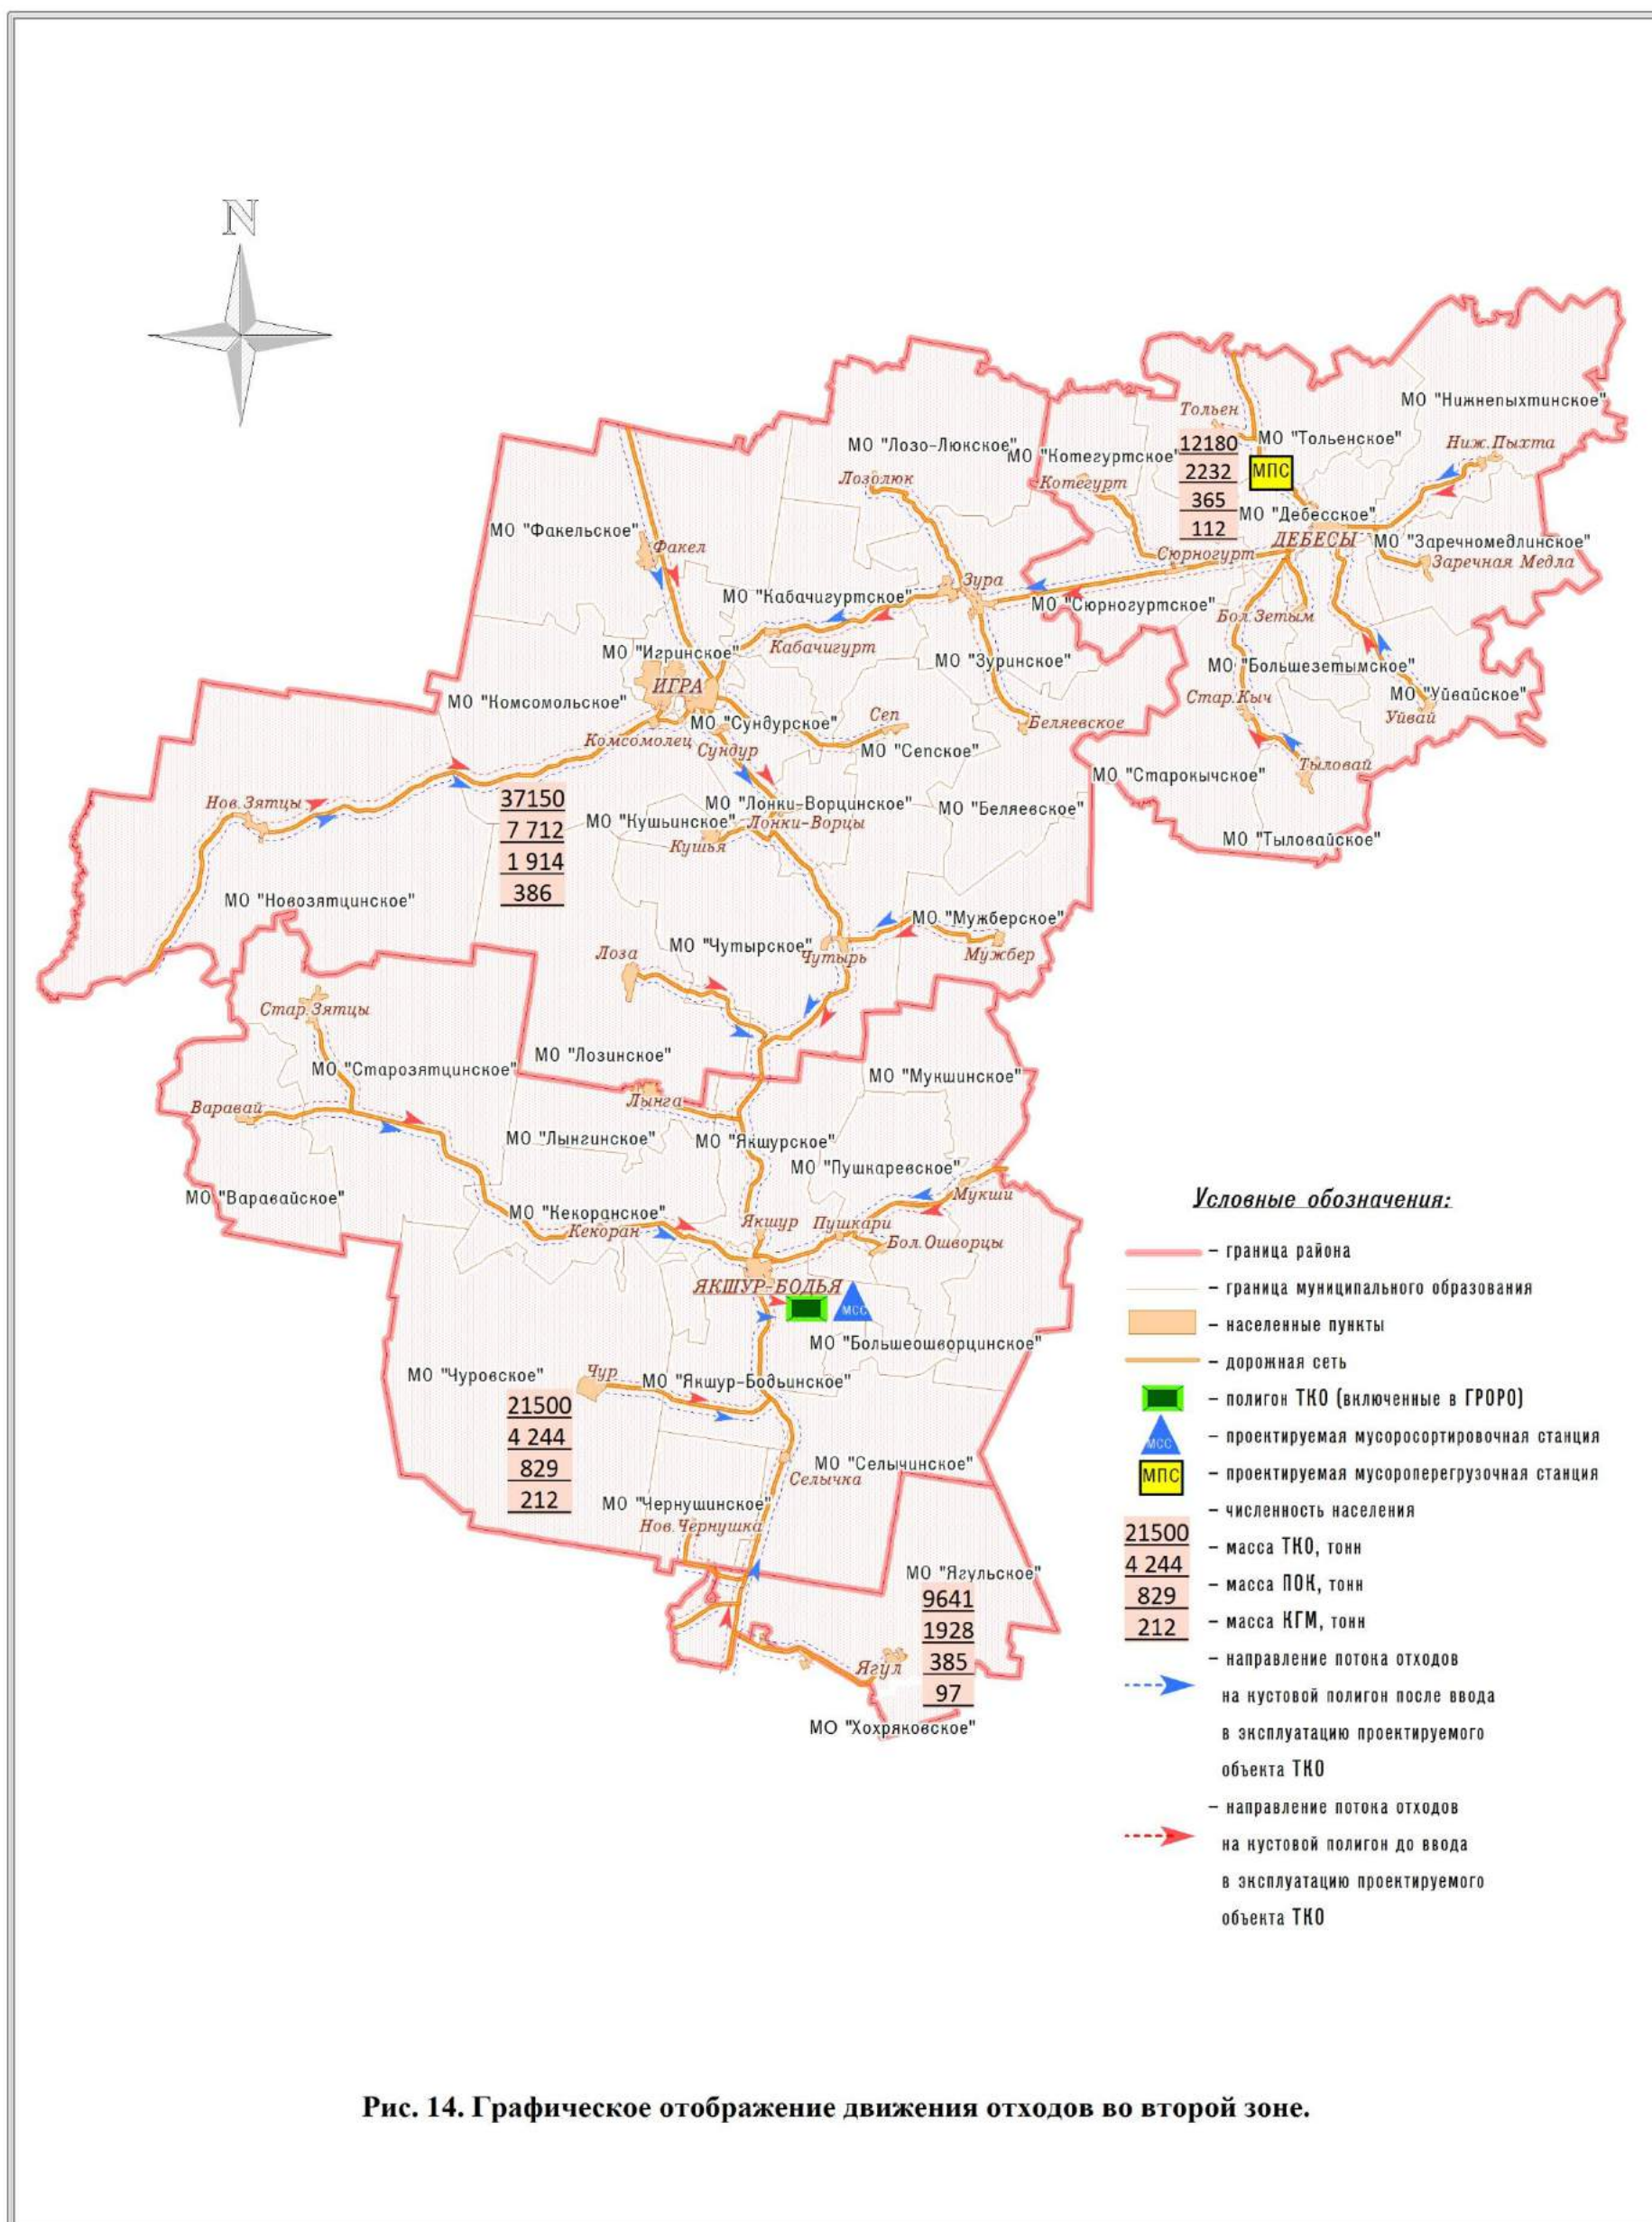 N
Тольен
МО "Нижнепыхтинское"
МО "Тольенское"
Ниж.Пыхта
МО "Лозо-Люкское"
МО "Котегуртское"
12180
2232
365
112
МПС
Лозолюк
Котегурт
МО "Дебесское"
МО "Факельское"
Факел
ДЕБЕСЫ
МО "Заречномедлинское"
Сюрногурт
Заречная Медла
Зура
МО "Кабачигуртское"
МО "Сюрногуртское"
Бол.Зетым
Кабачигурт
МО "Игринское"
МО "Зуринское"
МО "Большезетымское"
ИГРА
МО "Уйвайское"
МО "Комсомольское"
Стар.Кыч
Уйвай
Сеп
МО "Сундурское"
Беляевское
Комсомолец
Сундур
МО "Сепское"
Тыловай
МО "Старокычское"
Нов.Зятцы
37150
7 712
1 914
386
МО "Лонки-Ворцинское"
МО "Беляевское"
МО "Кушьинское"
Лонки-Ворцы
Кушья
МО "Тыловайское"
МО "Новозятцинское"
МО "Мужберское"
МО "Чутырское"
Лоза
Чутырь
Мужбер
Стар.Зятцы
МО "Лозинское"
МО "Старозятцинское"
МО "Мукшинское"
Лынга
Варавай
МО "Лынгинское"
МО "Якшурское"
МО "Пушкаревское"
МО "Варавайское"
Мукши
МО "Кекоранское"
Кекоран
Якшур
Пушкари
Бол.Ошворцы
ЯКШУР-БОДЬЯ
МСС
МО "Большеошворцинское"
МО "Чуровское"
Чур
МО "Якшур-Бодьинское"
21500
4 244
829
212
МО "Селычинское"
Селычка
МО "Чернушинское"
Нов.Чернушка
МО "Ягульское"
9641
1928
385
97
Ягул
МО "Хохряковское"
Условные обозначения:
– граница района
– граница муниципального образования
– населенные пункты
– дорожная сеть
– полигон ТКО (включенные в ГРОРО)
МСС – проектируемая мусоросортировочная станция
МПС – проектируемая мусороперегрузочная станция
– численность населения
21500
– масса ТКО, тонн
4 244
– масса ПОК, тонн
829
– масса КГМ, тонн
212
– направление потока отходов
на кустовой полигон после ввода
в эксплуатацию проектируемого
объекта ТКО
– направление потока отходов
на кустовой полигон до ввода
в эксплуатацию проектируемого
объекта ТКО
Рис. 14. Графическое отображение движения отходов во второй зоне.